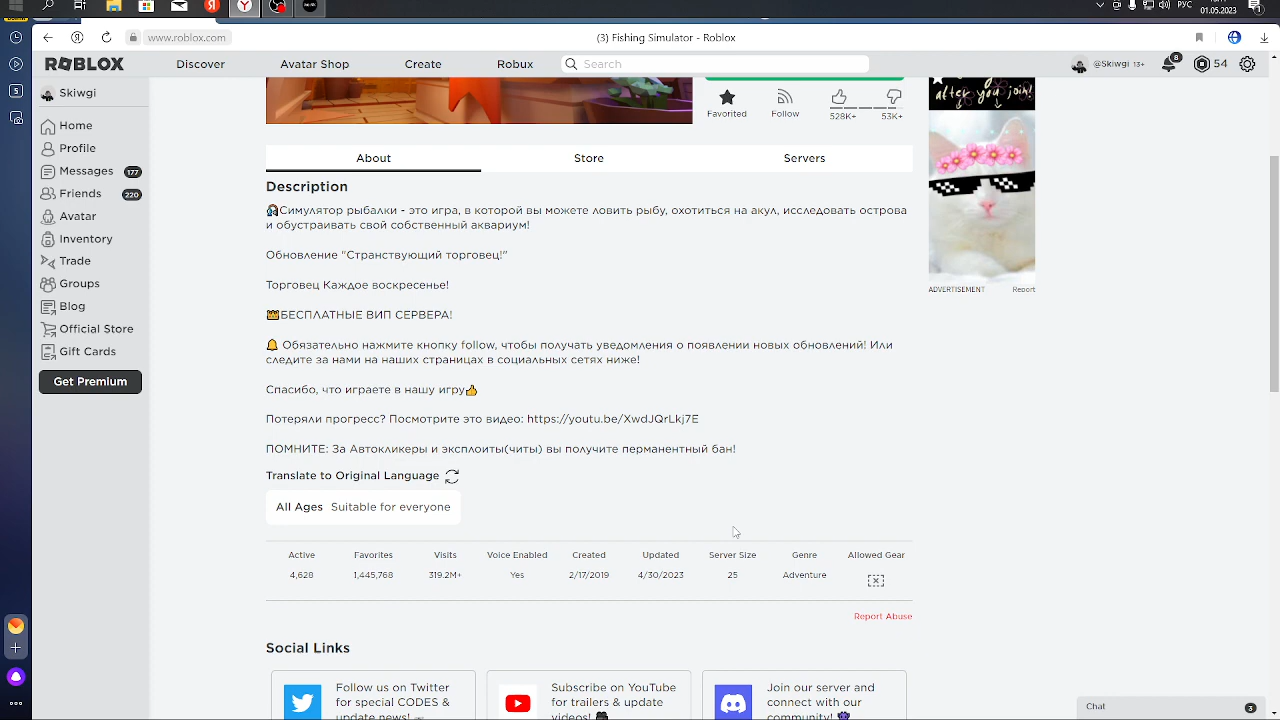 РУС
01.05.2023
www.roblox.com
(3) Fishing Simulator - Roblox
ROBLOX
Discover
Avatar Shop
Create
Robux
Search
@Skiwgi 13+
8
54
Skiwgi
Home
Profile
Messages 177
Friends 220
Avatar
Inventory
Trade
Groups
Blog
Official Store
Gift Cards
Get Premium
Favorited
Follow
528K+
53K+
after you join!
About
Store
Servers
Description
Симулятор рыбалки - это игра, в которой вы можете ловить рыбу, охотиться на акул, исследовать острова
и обустраивать свой собственный аквариум!
Обновление "Странствующий торговец!"
Торговец Каждое воскресенье!
БЕСПЛАТНЫЕ ВИП СЕРВЕРА!
🔔 Обязательно нажмите кнопку follow, чтобы получать уведомления о появлении новых обновлений! Или
следите за нами на наших страницах в социальных сетях ниже!
Спасибо, что играете в нашу игру👍
Потеряли прогресс? Посмотрите это видео: https://youtu.be/XwdJQrLkj7E
ПОМНИТЕ: За Автокликеры и эксплоиты(читы) вы получите перманентный бан!
Translate to Original Language
All Ages Suitable for everyone
ADVERTISEMENT
Report
Active Favorites Visits Voice Enabled Created Updated Server Size Genre Allowed Gear
4,628 1,445,768 319.2M+ Yes 2/17/2019 4/30/2023 25 Adventure
Report Abuse
Social Links
Follow us on Twitter
for special CODES &
update news!
Subscribe on YouTube
for trailers & update
videos!
Join our server and
connect with our
community!
Chat
3